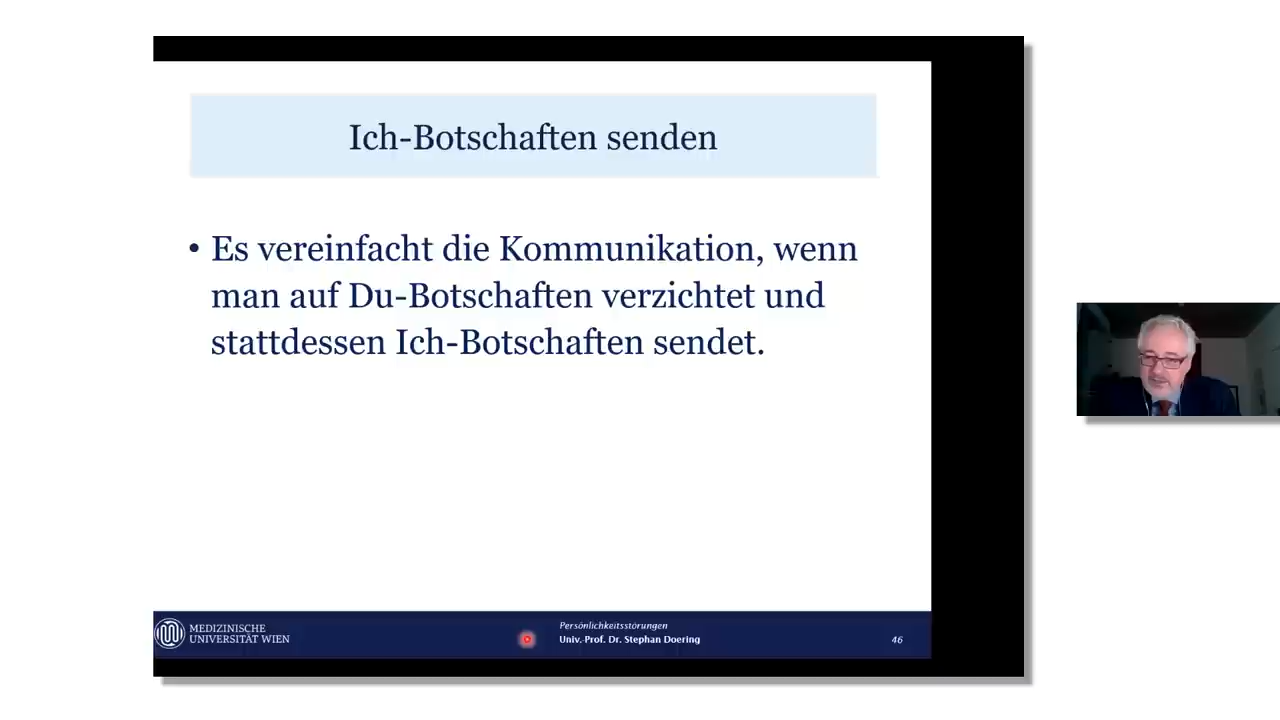 Ich-Botschaften senden
• Es vereinfacht die Kommunikation, wenn
man auf Du-Botschaften verzichtet und
stattdessen Ich-Botschaften sendet.
MEDIZINISCHE
UNIVERSITÄT WIEN
Persönlichkeitsstörungen
Univ.-Prof. Dr. Stephan Doering
46